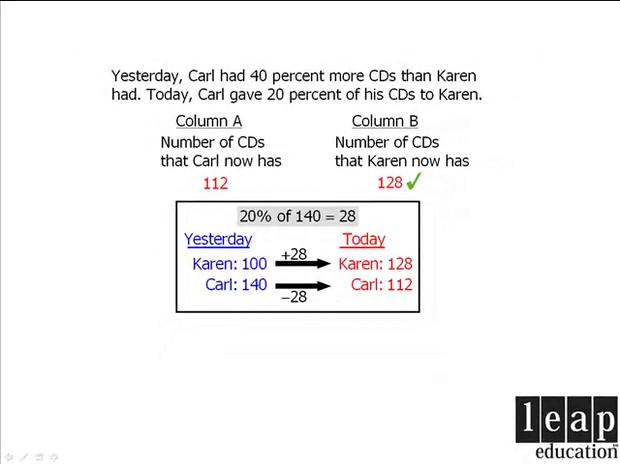 Yesterday, Carl had 40 percent more CDs than Karen
had. Today, Carl gave 20 percent of his CDs to Karen.
Column A Column B
Number of CDs Number of CDs
that Carl now has that Karen now has
112 128 ✓
20% of 140 = 28
Yesterday Today
+28
Karen: 100 Karen: 128
Carl: 140 Carl: 112
−28
leap
education™